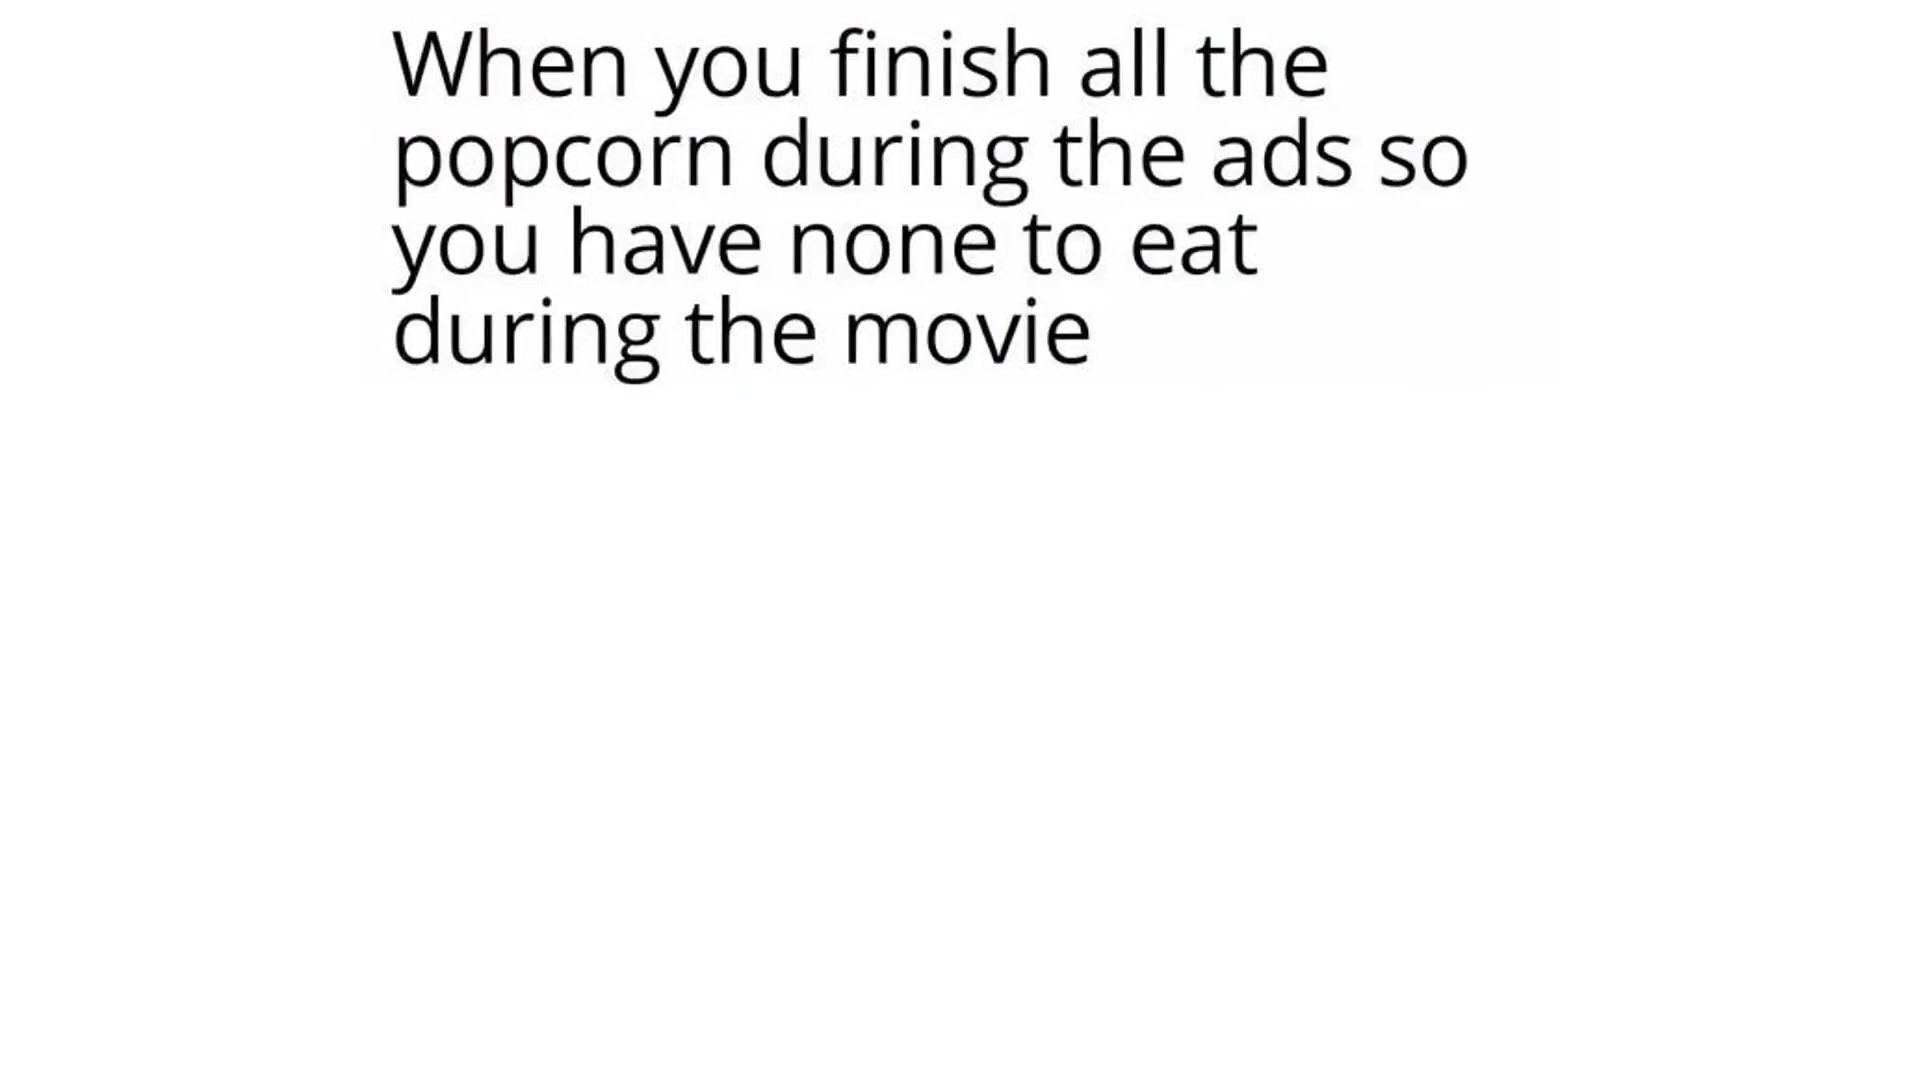 When you finish all the
popcorn during the ads so
you have none to eat
during the movie